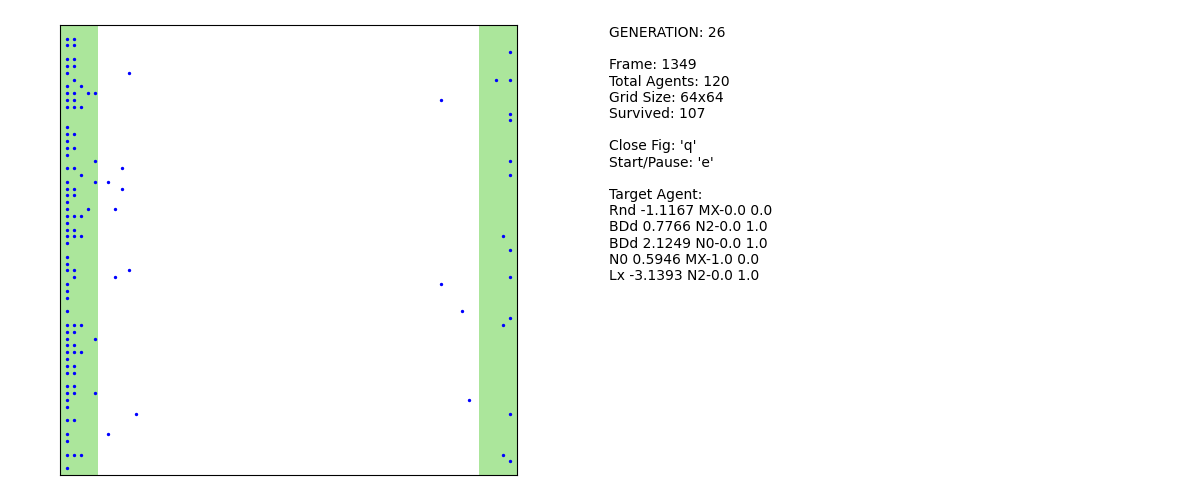 GENERATION: 26
Frame: 1349
Total Agents: 120
Grid Size: 64x64
Survived: 107
Close Fig: 'q'
Start/Pause: 'e'
Target Agent:
Rnd -1.1167 MX-0.0 0.0
BDd 0.7766 N2-0.0 1.0
BDd 2.1249 N0-0.0 1.0
N0 0.5946 MX-1.0 0.0
Lx -3.1393 N2-0.0 1.0